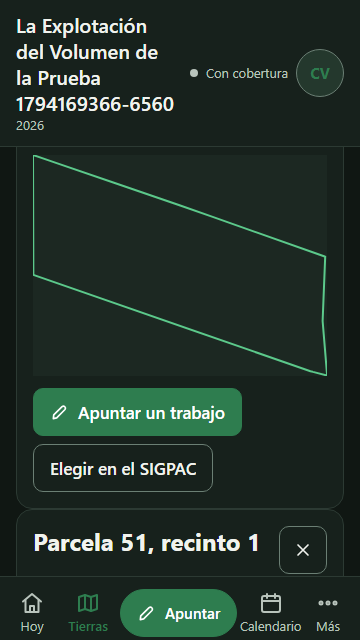 La Explotación
del Volumen de
la Prueba
1794169366-6560
2026
Con cobertura
CV
Apuntar un trabajo
Elegir en el SIGPAC
Parcela 51, recinto 1
Hoy
Tierras
Apuntar
Calendario
Más